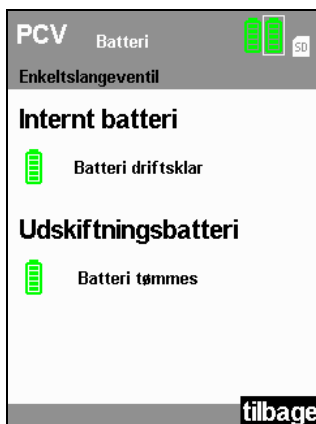 PCV Batteri SD
Enkeltslangeventil
Internt batteri
Batteri driftsklar
Udskiftningsbatteri
Batteri tømmes
tilbage